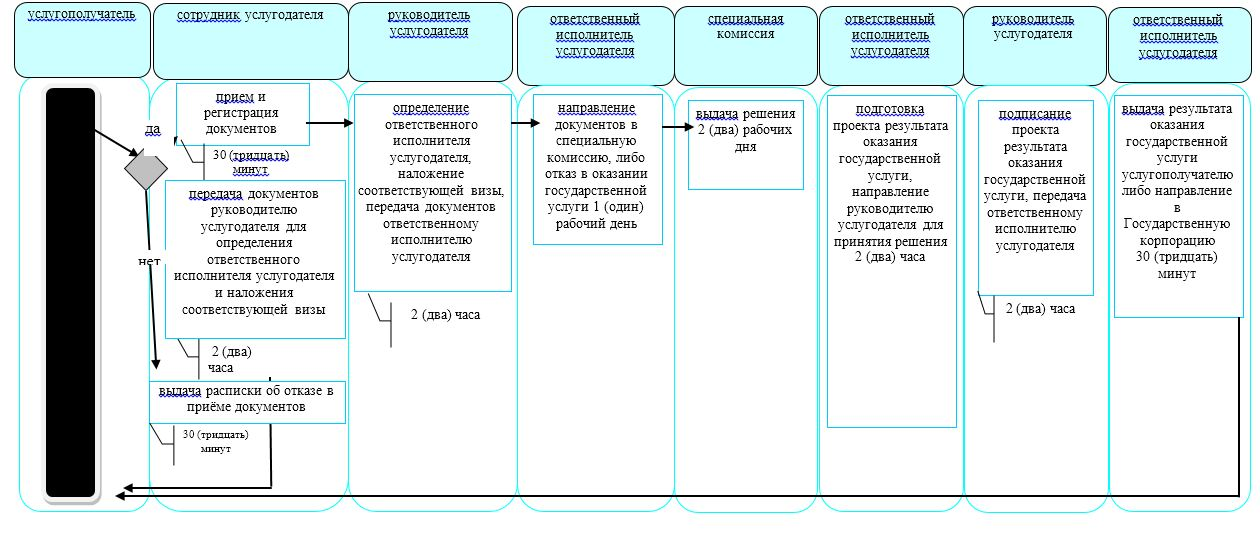 услугополучатель
сотрудник услугодателя
руководитель
услугодателя
ответственный
исполнитель
услугодателя
специальная
комиссия
ответственный
исполнитель
услугодателя
руководитель
услугодателя
ответственный
исполнитель
услугодателя
да
нет
прием и
регистрация
документов
30 (тридцать)
минут
передача документов
руководителю
услугодателя для
определения
ответственного
исполнителя услугодателя
и наложения
соответствующей визы
2 (два)
часа
выдача расписки об отказе в
приёме документов
30 (тридцать)
минут
определение
ответственного
исполнителя
услугодателя,
наложение
соответствующей визы,
передача документов
ответственному
исполнителю
услугодателя
2 (два) часа
направление
документов в
специальную
комиссию, либо
отказ в оказании
государственной
услуги 1 (один)
рабочий день
выдача решения
2 (два) рабочих
дня
подготовка
проекта результата
оказания
государственной
услуги,
направление
руководителю
услугодателя для
принятия решения
2 (два) часа
подписание
проекта
результата
оказания
государственной
услуги, передача
ответственному
исполнителю
услугодателя
2 (два) часа
выдача результата
оказания
государственной
услуги
услугополучателю
либо направление
в
Государственную
корпорацию
30 (тридцать)
минут